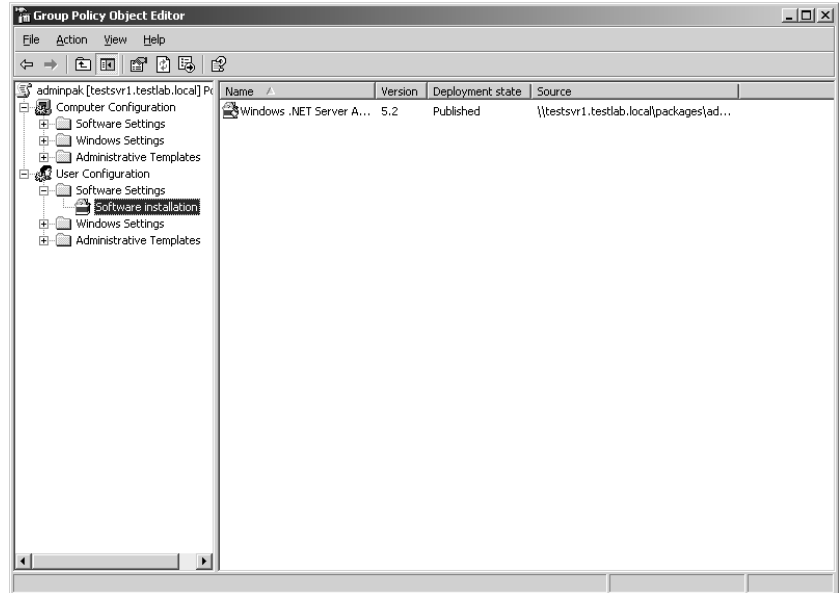 Group Policy Object Editor
File Action View Help
adminpak [testsvr1.testlab.local] Po
Computer Configuration
Software Settings
Windows Settings
Administrative Templates
User Configuration
Software Settings
Software installation
Windows Settings
Administrative Templates
Name Version Deployment state Source
Windows .NET Server A... 5.2 Published \\testsvr1.testlab.local\packages\ad...